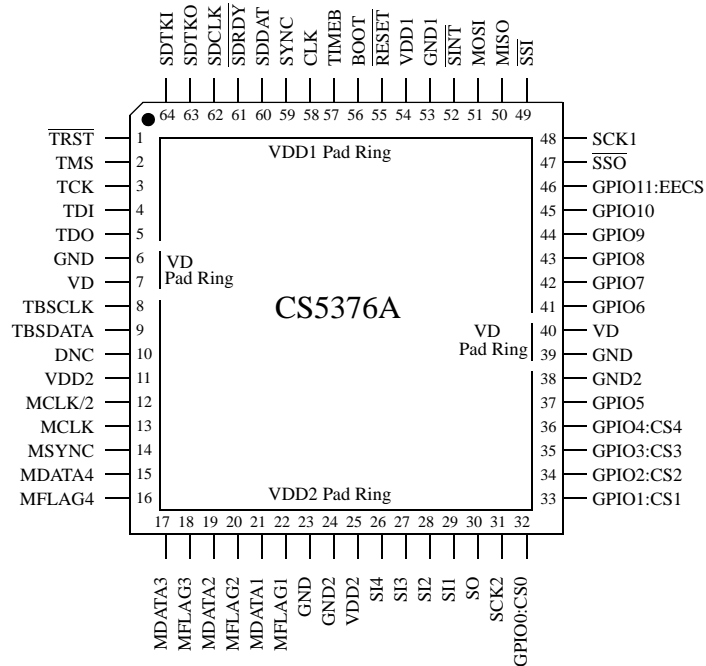 SDTKI
SDTKO
SDCLK
SDRDY
SDDAT
SYNC
CLK
TIMEB
BOOT
RESET
VDD1
GND1
SINT
MOSI
MISO
SSI
64 63 62 61 60 59 58 57 56 55 54 53 52 51 50 49
TRST 1
TMS 2
TCK 3
TDI 4
TDO 5
GND 6
VD 7
TBSCLK 8
TBSDATA 9
DNC 10
VDD2 11
MCLK/2 12
MCLK 13
MSYNC 14
MDATA4 15
MFLAG4 16
VDD1 Pad Ring
VD
Pad Ring
CS5376A
VD
Pad Ring
VDD2 Pad Ring
48 SCK1
47 SSO
46 GPIO11:EECS
45 GPIO10
44 GPIO9
43 GPIO8
42 GPIO7
41 GPIO6
40 VD
39 GND
38 GND2
37 GPIO5
36 GPIO4:CS4
35 GPIO3:CS3
34 GPIO2:CS2
33 GPIO1:CS1
17 18 19 20 21 22 23 24 25 26 27 28 29 30 31 32
MDATA3
MFLAG3
MDATA2
MFLAG2
MDATA1
MFLAG1
GND
GND2
VDD2
SI4
SI3
SI2
SI1
SO
SCK2
GPIO0:CS0